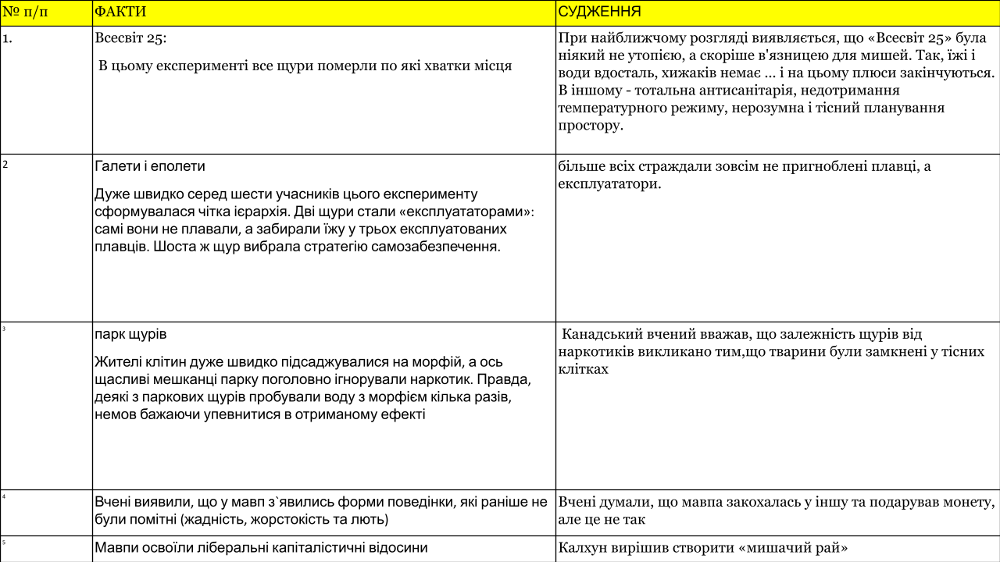 № п/п
ФАКТИ
СУДЖЕННЯ
1.
Всесвіт 25:
В цьому експерименті все щури померли по які хватки місця
При найближчому розгляді виявляється, що «Всесвіт 25» була
ніякий не утопією, а скоріше в'язницею для мишей. Так, їжі і
води вдосталь, хижаків немає ... і на цьому плюси закінчуються.
В іншому - тотальна антисанітарія, недотримання
температурного режиму, нерозумна і тісний планування
простору.
2
Галети і еполети
Дуже швидко серед шести учасників цього експерименту
сформувалася чітка ієрархія. Дві щури стали «експлуататорами»:
самі вони не плавали, а забирали їжу у трьох експлуатованих
плавців. Шоста ж щур вибрала стратегію самозабезпечення.
більше всіх страждали зовсім не пригноблені плавці, а
експлуататори.
3
парк щурів
Жителі клітин дуже швидко підсаджувалися на морфій, а ось
щасливі мешканці парку поголовно ігнорували наркотик. Правда,
деякі з паркових щурів пробували воду з морфієм кілька разів,
немов бажаючи упевнитися в отриманому ефекті
Канадський вчений вважав, що залежність щурів від
наркотиків викликано тим,що тварини були замкнені у тісних
клітках
4
Вчені виявили, що у мавп з`явились форми поведінки, які раніше не
були помітні (жадність, жорстокість та лють)
Вчені думали, що мавпа закохалась у іншу та подарував монету,
але це не так
5
Мавпи освоїли ліберальні капіталістичні відосини
Калхун вирішив створити «мишачий рай»